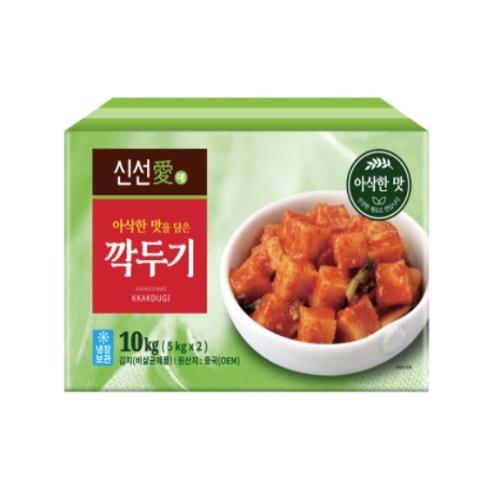 신선愛애
아삭한 맛을 담은
깍두기
SHINSUNAE
KKAKDUGI
냉장
보관
10kg (5kg x 2)
김치(비살균제품) | 원산지 : 중국(OEM)
아삭한 맛